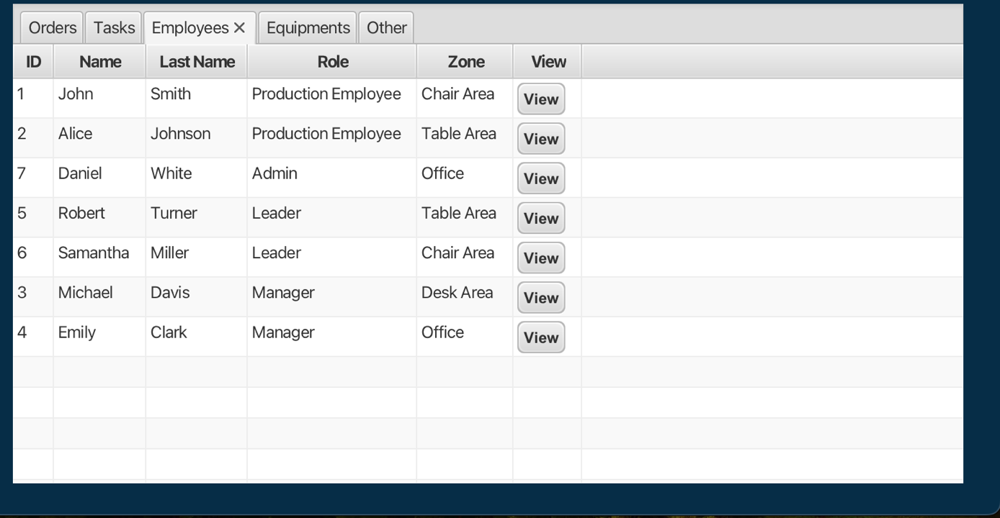 Orders Tasks Employees × Equipments Other
ID Name Last Name Role Zone View
1 John Smith Production Employee Chair Area View
2 Alice Johnson Production Employee Table Area View
7 Daniel White Admin Office View
5 Robert Turner Leader Table Area View
6 Samantha Miller Leader Chair Area View
3 Michael Davis Manager Desk Area View
4 Emily Clark Manager Office View